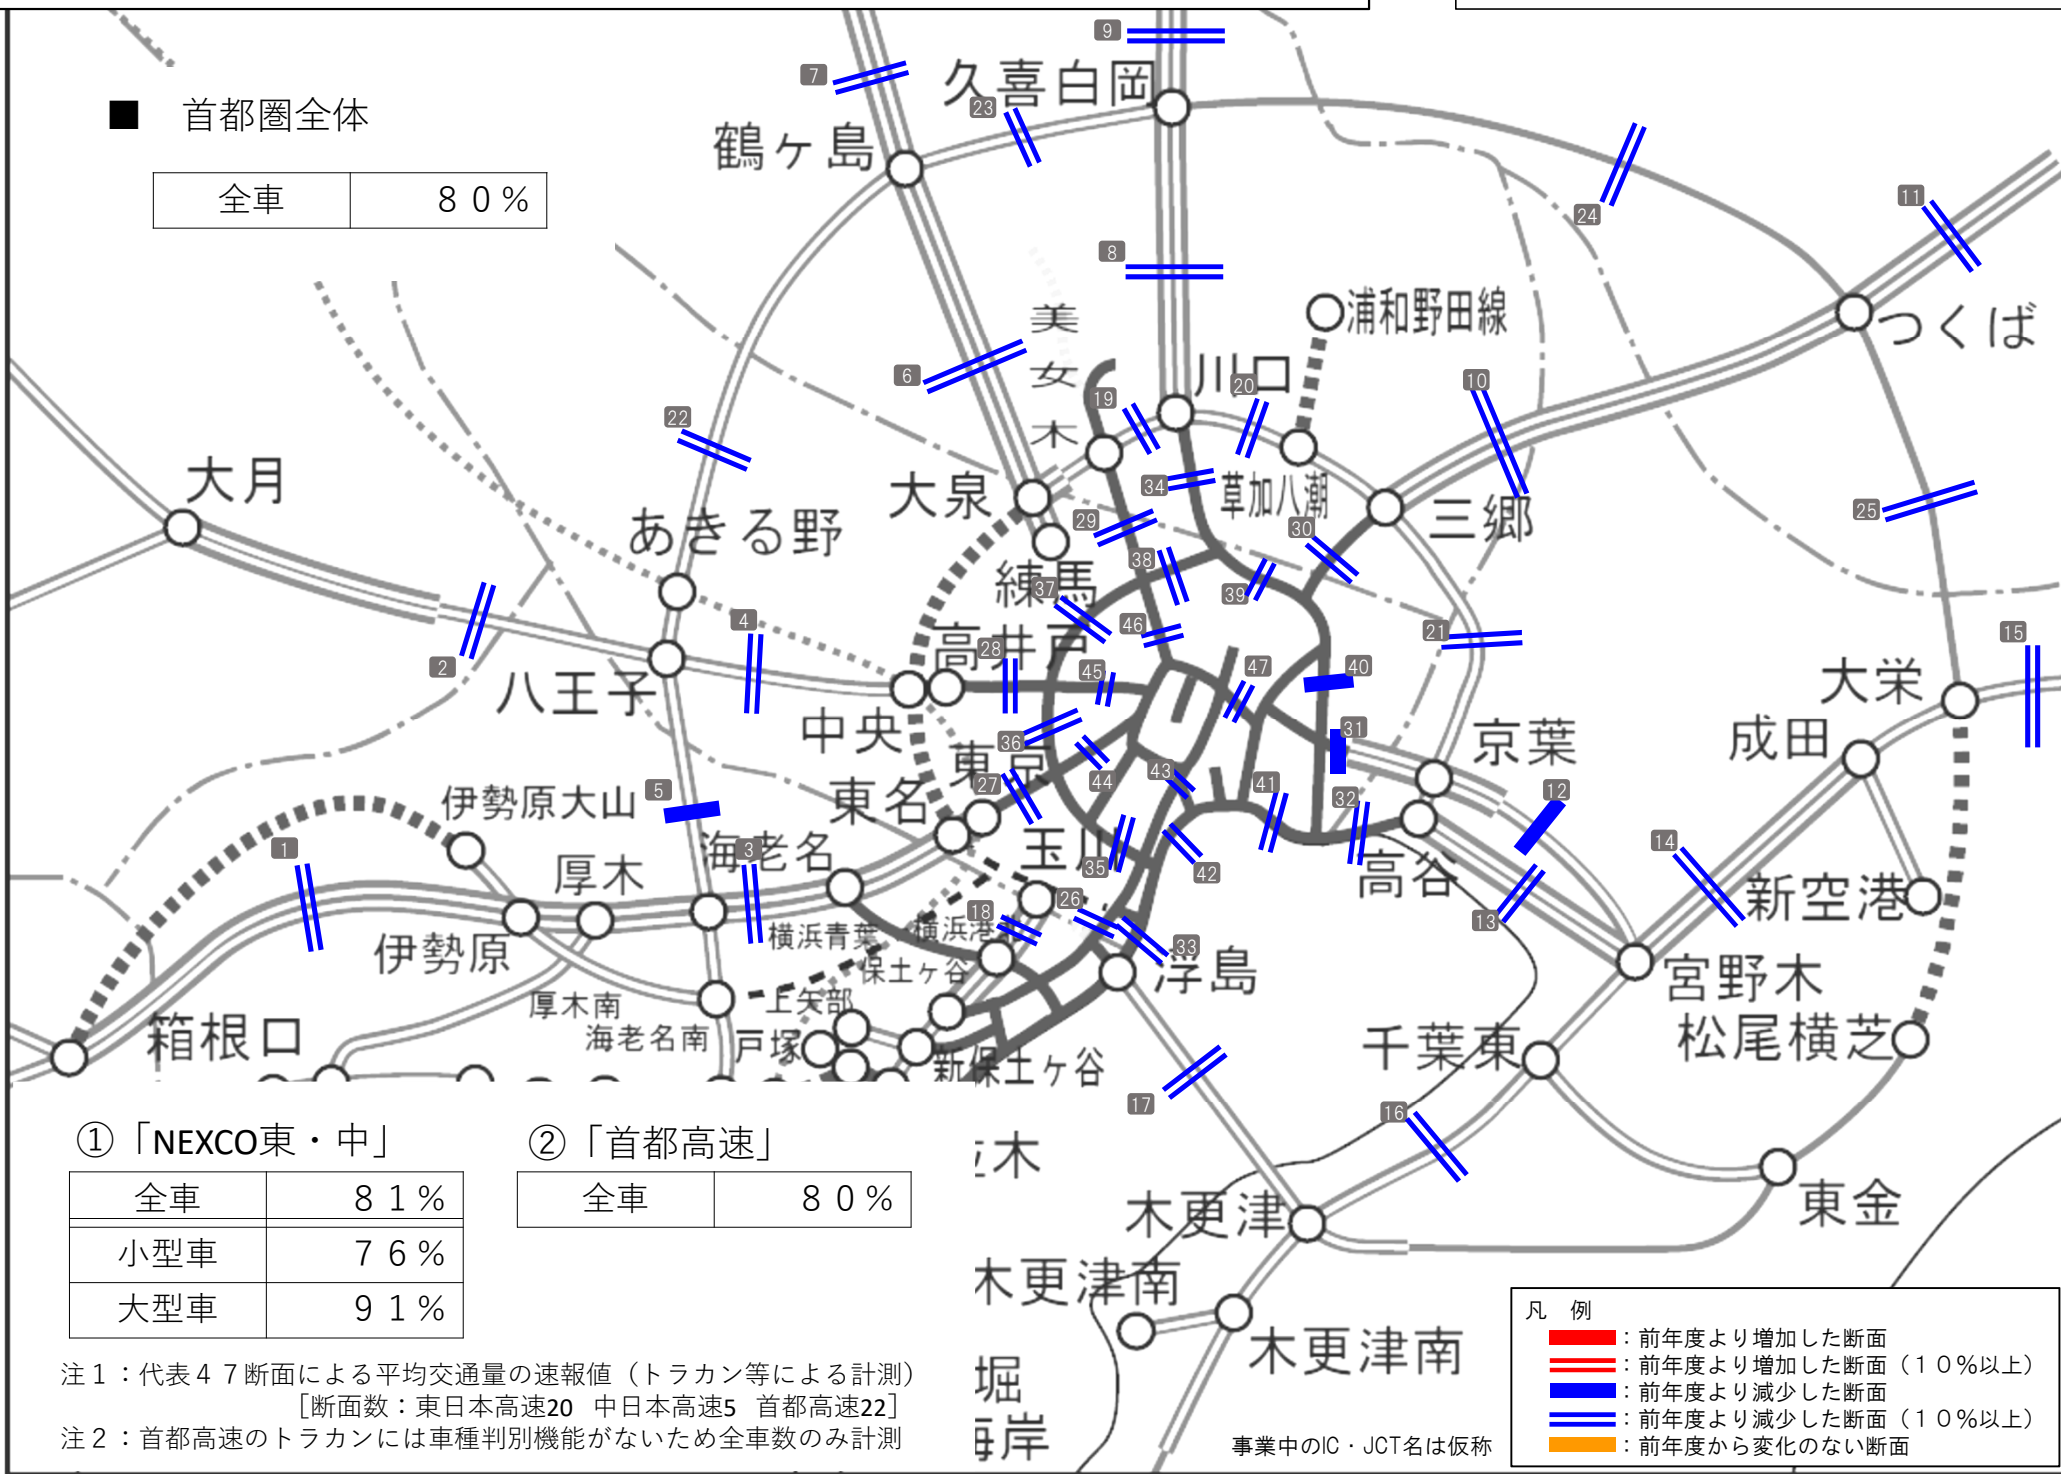 ■ 首都圏全体
全車 80%
9
7
久喜白岡
23
鶴ヶ島
24
11
8
美女木
浦和野田線
つくば
6
川口
20
10
19
22
大月
大泉
34
草加八潮
三郷
25
あきる野
29
30
38
練馬
37
39
2
4
46
21
15
高井戸
28
45
47
40
八王子
大栄
中央
36
31
京葉
成田
東京
27
44
43
41
32
12
伊勢原大山
5
東名
1
厚木
海老名
3
玉川
35
42
高谷
14
新空港
18
26
13
横浜青葉
横浜港北
33
伊勢原
保土ヶ谷
浮島
宮野木
厚木南
上矢部
箱根口
海老名南
戸塚
新保土ヶ谷
千葉東
松尾横芝
17
16
木
木更津
東金
木更津南
木更津南
堀
海岸
①「NEXCO東・中」
全車 81%
小型車 76%
大型車 91%
②「首都高速」
全車 80%
注1:代表47断面による平均交通量の速報値(トラカン等による計測)
[断面数:東日本高速20 中日本高速5 首都高速22]
注2:首都高速のトラカンには車種判別機能がないため全車数のみ計測
事業中のIC・JCT名は仮称
凡 例
:前年度より増加した断面
:前年度より増加した断面(10%以上)
:前年度より減少した断面
:前年度より減少した断面(10%以上)
:前年度から変化のない断面